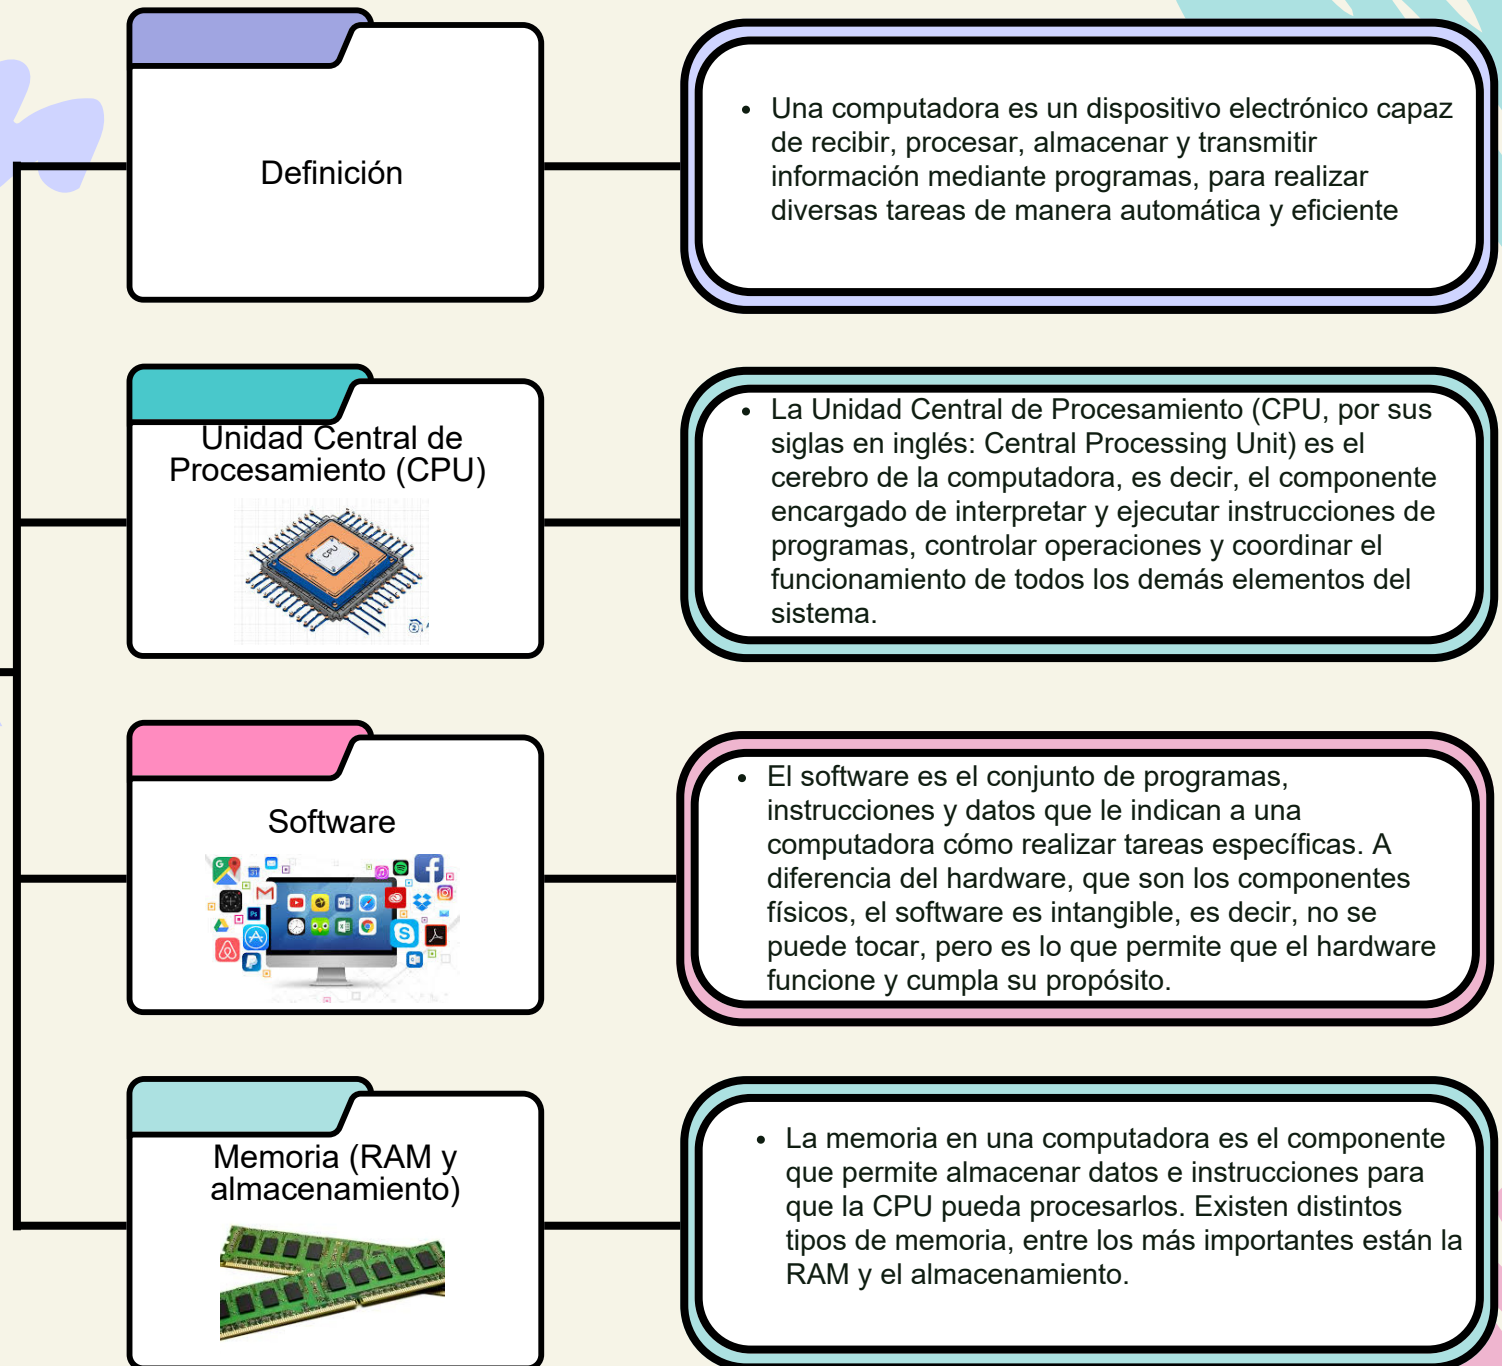 Definición
Una computadora es un dispositivo electrónico capaz
de recibir, procesar, almacenar y transmitir
información mediante programas, para realizar
diversas tareas de manera automática y eficiente
Unidad Central de
Procesamiento (CPU)
CPU
La Unidad Central de Procesamiento (CPU, por sus
siglas en inglés: Central Processing Unit) es el
cerebro de la computadora, es decir, el componente
encargado de interpretar y ejecutar instrucciones de
programas, controlar operaciones y coordinar el
funcionamiento de todos los demás elementos del
sistema.
Software
El software es el conjunto de programas,
instrucciones y datos que le indican a una
computadora cómo realizar tareas específicas. A
diferencia del hardware, que son los componentes
físicos, el software es intangible, es decir, no se
puede tocar, pero es lo que permite que el hardware
funcione y cumpla su propósito.
Memoria (RAM y
almacenamiento)
La memoria en una computadora es el componente
que permite almacenar datos e instrucciones para
que la CPU pueda procesarlos. Existen distintos
tipos de memoria, entre los más importantes están la
RAM y el almacenamiento.